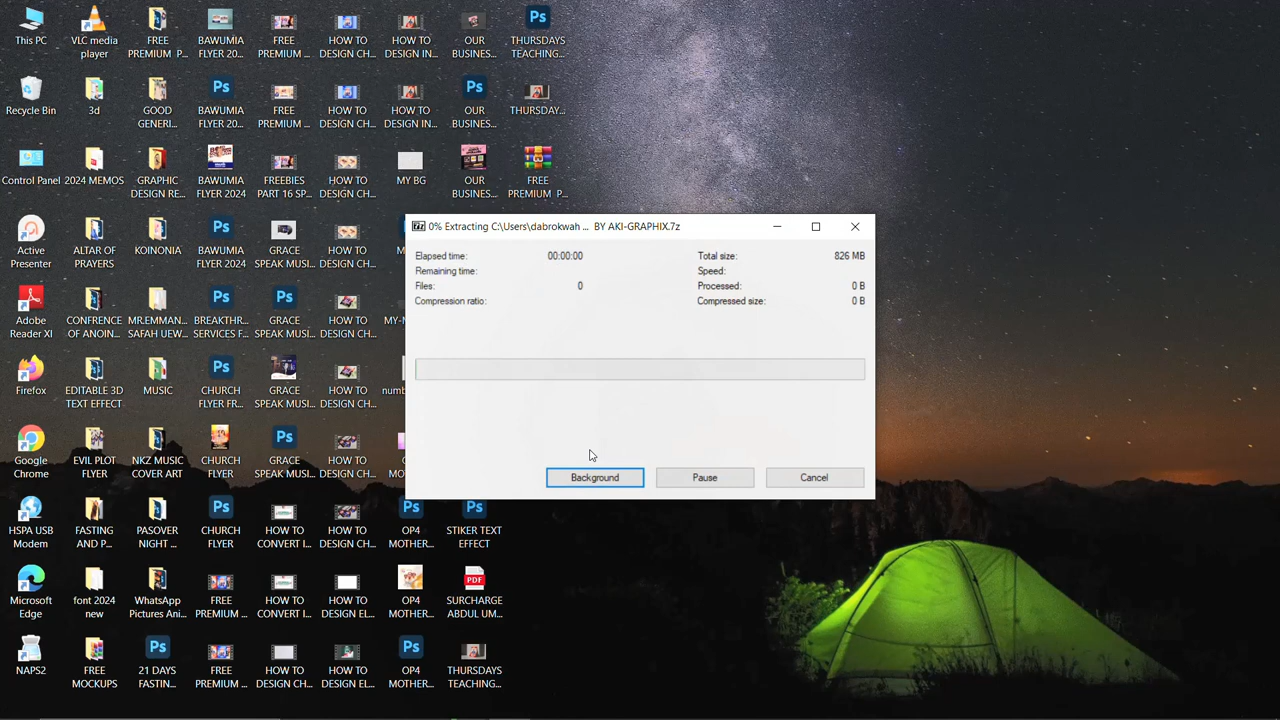 This PC
VLC media
player
FREE
PREMIUM P...
BAWUMIA
FLYER 20...
FREE
PREMIUM ...
HOW TO
DESIGN CH...
HOW TO
DESIGN IN...
OUR
BUSINES...
THURSDAYS
TEACHING...
Recycle Bin
3d
GOOD
GENERI...
BAWUMIA
FLYER 20...
FREE
PREMIUM ...
HOW TO
DESIGN CH...
HOW TO
DESIGN IN...
OUR
BUSINES...
THURSDAY...
Control Panel
2024 MEMOS
GRAPHIC
DESIGN RE...
BAWUMIA
FLYER 2024
FREEBIES
PART 16 SP...
HOW TO
DESIGN CH...
MY BG
OUR
BUSINES...
FREE
PREMIUM P...
Active
Presenter
ALTAR OF
PRAYERS
KOINONIA
BAWUMIA
FLYER 2024
GRACE
SPEAK MUSI...
HOW TO
DESIGN CH...
0% Extracting C:\Users\dabrokwah ... BY AKI-GRAPHIX.7z
Elapsed time: 00:00:00 Total size: 826 MB
Remaining time: Speed:
Files: 0 Processed: 0 B
Compression ratio: Compressed size: 0 B
Background Pause Cancel
Adobe
Reader XI
CONFRENCE
OF ANOIN...
MR.EMMAN...
SAFAH UEW...
BREAKTHR...
SERVICES F...
GRACE
SPEAK MUSI...
HOW TO
DESIGN CH...
Firefox
EDITABLE 3D
TEXT EFFECT
MUSIC
CHURCH
FLYER FR...
GRACE
SPEAK MUSI...
HOW TO
DESIGN CH...
Google
Chrome
EVIL PLOT
FLYER
NKZ MUSIC
COVER ART
CHURCH
FLYER
GRACE
SPEAK MUSI...
HOW TO
DESIGN CH...
HSPA USB
Modem
FASTING
AND P...
PASOVER
NIGHT ...
CHURCH
FLYER
HOW TO
CONVERT I...
HOW TO
DESIGN CH...
OP4
MOTHER...
STIKER TEXT
EFFECT
Microsoft
Edge
font 2024
new
WhatsApp
Pictures Ani...
FREE
PREMIUM ...
HOW TO
CONVERT I...
HOW TO
DESIGN EL...
OP4
MOTHER...
SURCHARGE
ABDUL UM...
NAPS2
FREE
MOCKUPS
21 DAYS
FASTIN...
FREE
PREMIUM ...
HOW TO
DESIGN CH...
HOW TO
DESIGN EL...
OP4
MOTHER...
THURSDAYS
TEACHING...